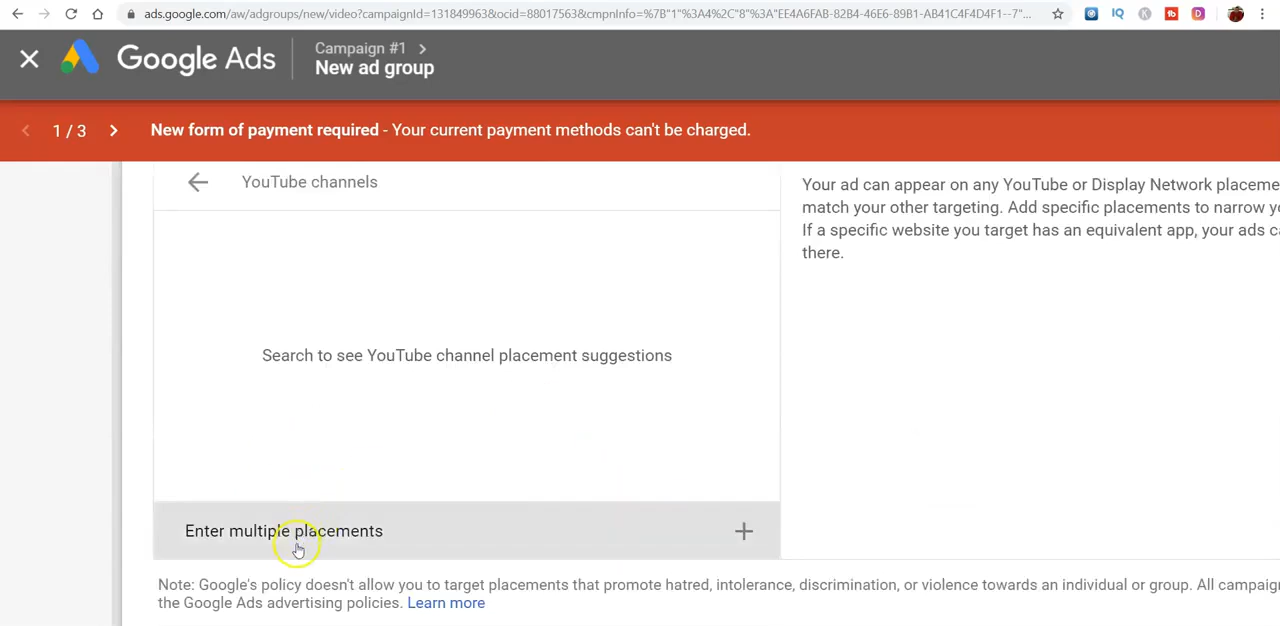 ads.google.com/aw/adgroups/new/video?campaignId=131849963&ocid=88017563&cmpnInfo=%7B"1"%3A4%2C"8"%3A"EE4A6FAB-82B4-46E6-89B1-AB41C4F4D4F1--7"...
Google Ads
Campaign #1
New ad group
1 / 3
New form of payment required - Your current payment methods can't be charged.
YouTube channels
Your ad can appear on any YouTube or Display Network placeme
match your other targeting. Add specific placements to narrow yo
If a specific website you target has an equivalent app, your ads ca
there.
Search to see YouTube channel placement suggestions
Enter multiple placements
Note: Google's policy doesn't allow you to target placements that promote hatred, intolerance, discrimination, or violence towards an individual or group. All campaign
the Google Ads advertising policies. Learn more